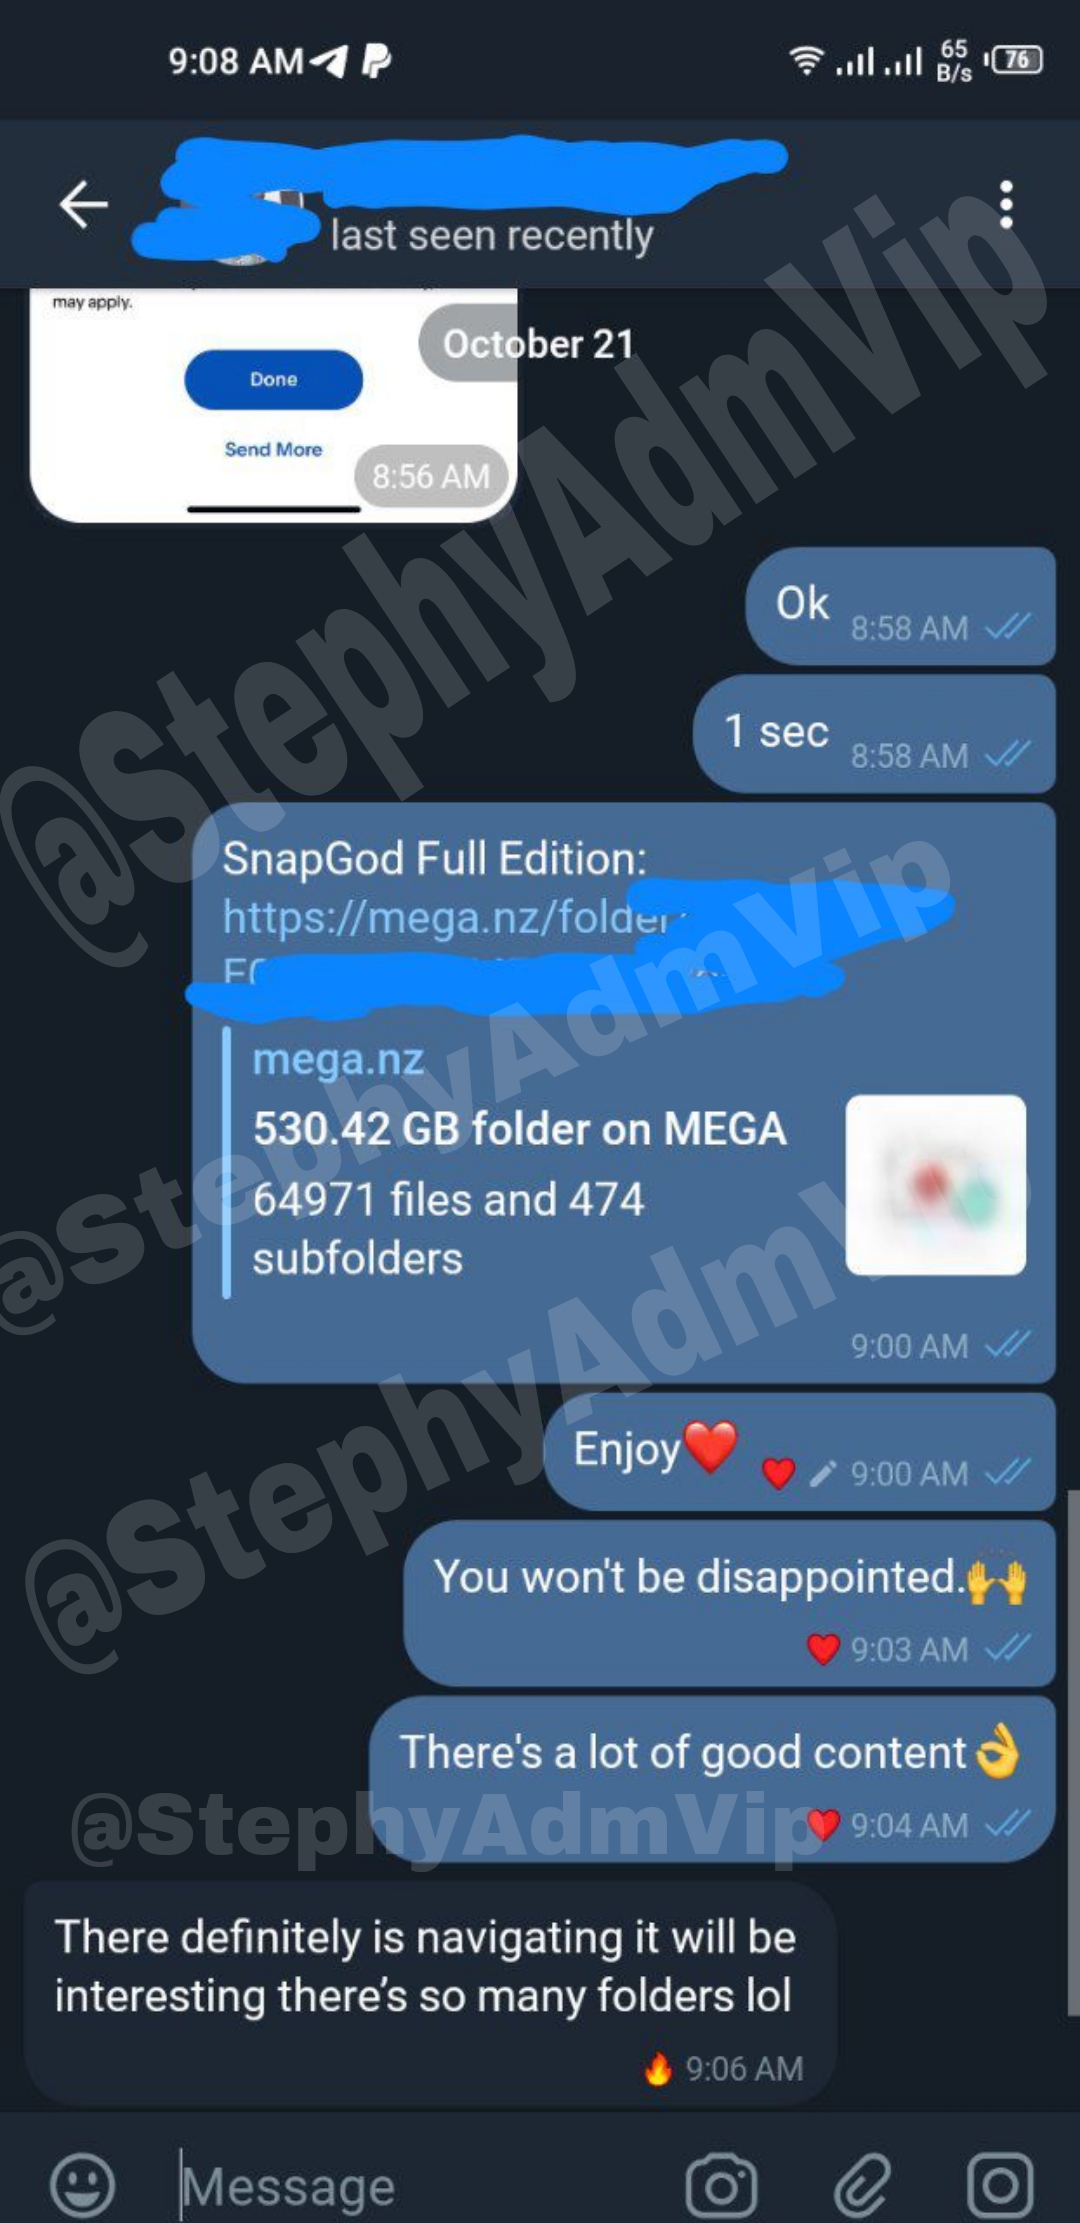 9:08 AM
65
B/s
76
last seen recently
may apply.
October 21
Done
Send More
8:56 AM
Ok
8:58 AM
1 sec
8:58 AM
SnapGod Full Edition:
https://mega.nz/folder
mega.nz
530.42 GB folder on MEGA
64971 files and 474
subfolders
9:00 AM
Enjoy❤️
9:00 AM
You won't be disappointed.🙌
9:03 AM
There's a lot of good content👌
9:04 AM
There definitely is navigating it will be
interesting there's so many folders lol
9:06 AM
Message
@StephyAdmVip
@StephyAdmVip
@StephyAdmV
@StephyAdmVip